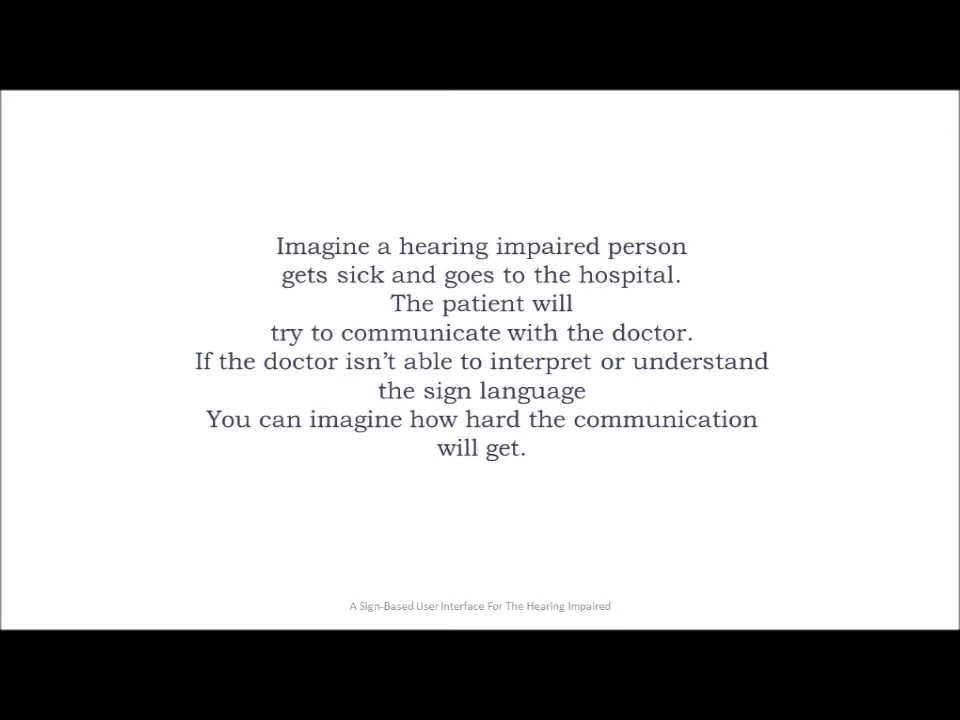 Imagine a hearing impaired person
gets sick and goes to the hospital.
The patient will
try to communicate with the doctor.
If the doctor isn’t able to interpret or understand
the sign language
You can imagine how hard the communication
will get.
A Sign-Based User Interface For The Hearing Impaired